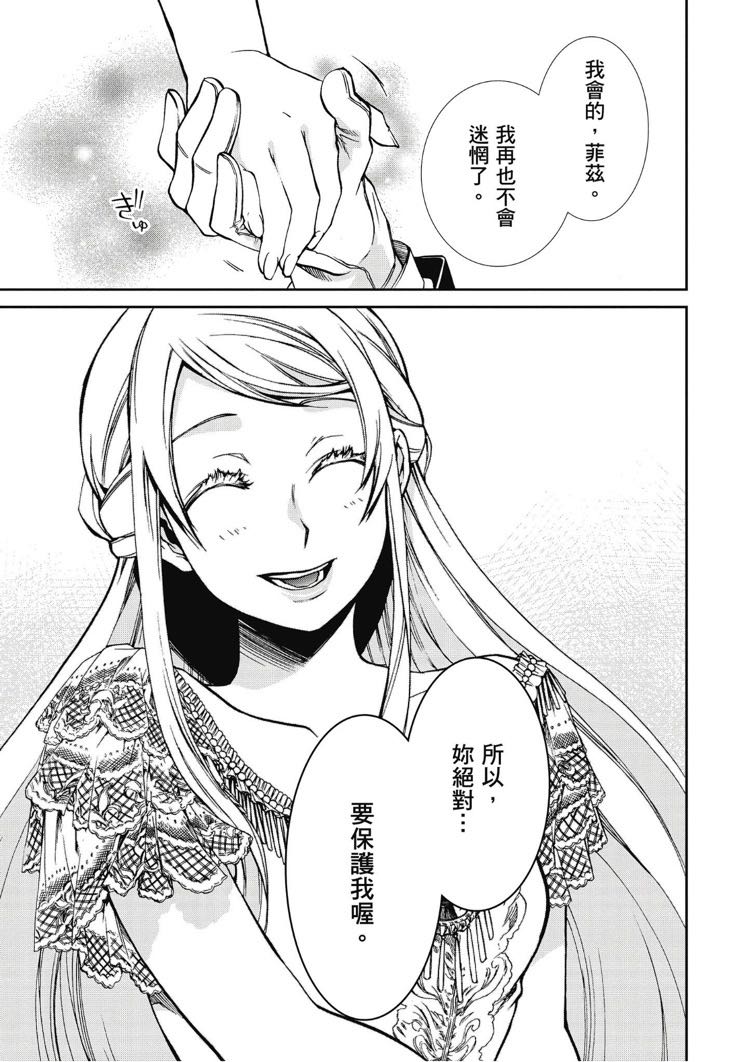 我會的，菲茲。
我再也不會
迷惘了。
ぎゅ
所以，
妳絕對…
要保護我喔。